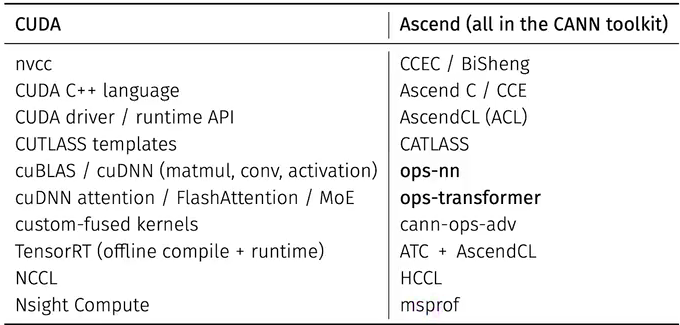 CUDA Ascend (all in the CANN toolkit)
nvcc CCEC / BiSheng
CUDA C++ language Ascend C / CCE
CUDA driver / runtime API AscendCL (ACL)
CUTLASS templates CATLASS
cuBLAS / cuDNN (matmul, conv, activation) ops-nn
cuDNN attention / FlashAttention / MoE ops-transformer
custom-fused kernels cann-ops-adv
TensorRT (offline compile + runtime) ATC + AscendCL
NCCL HCCL
Nsight Compute msprof